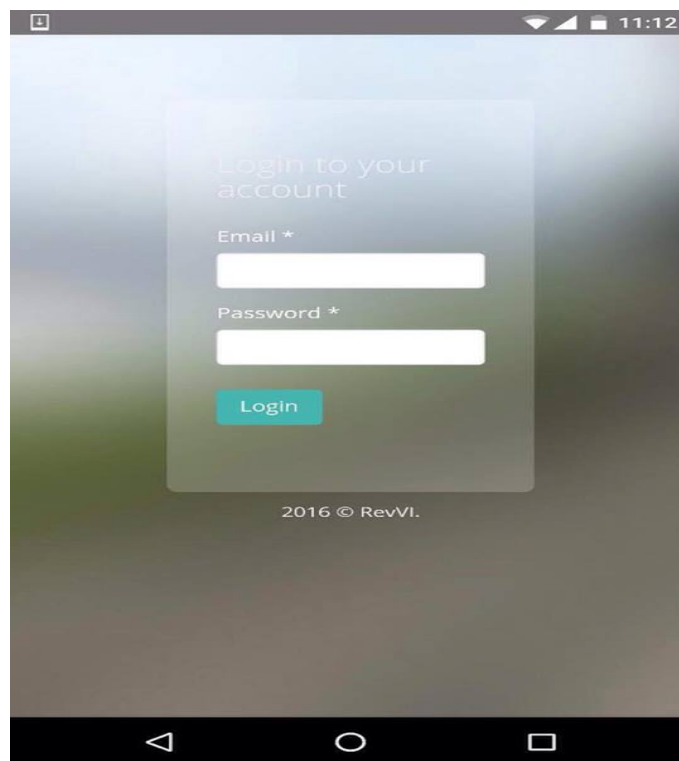 11:12
Login to your
account
Email *
Password *
Login
2016 © RevVI.